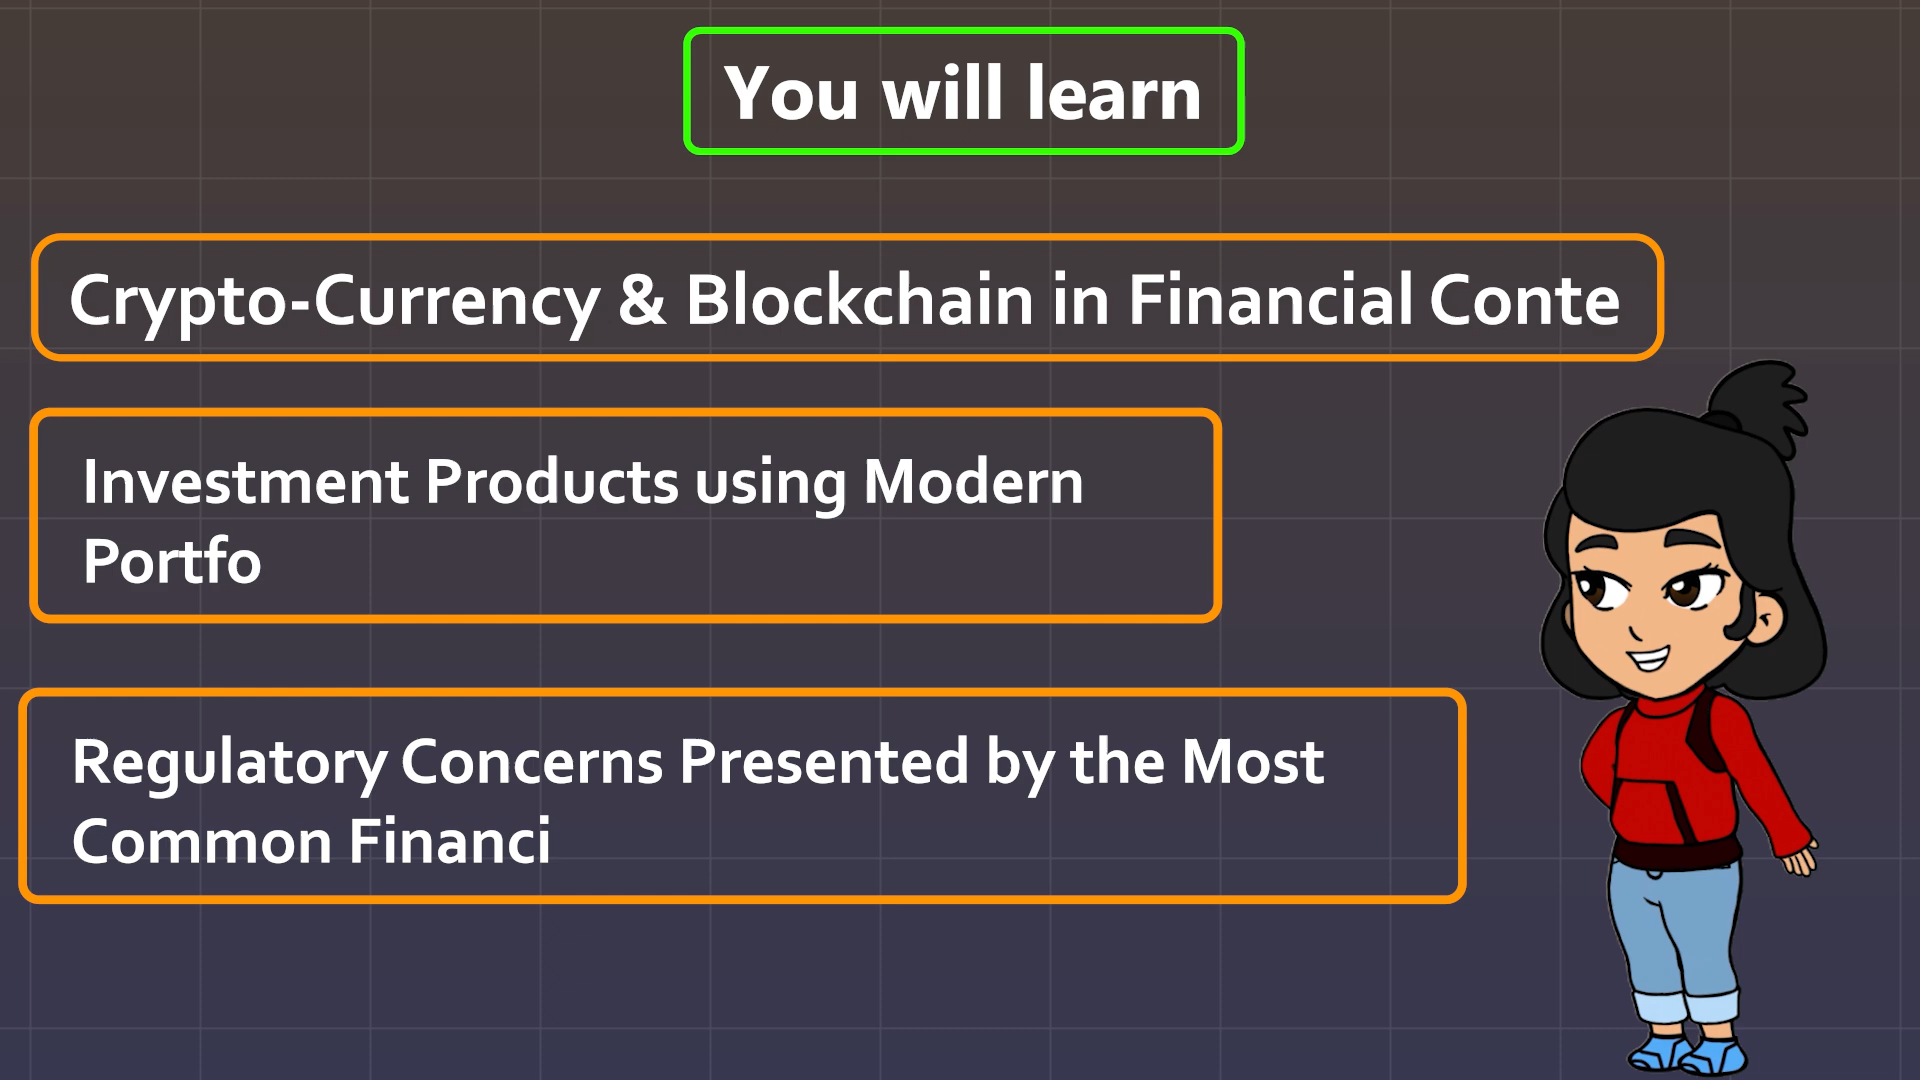 You will learn
Crypto-Currency & Blockchain in Financial Conte
Investment Products using Modern
Portfo
Regulatory Concerns Presented by the Most
Common Financi